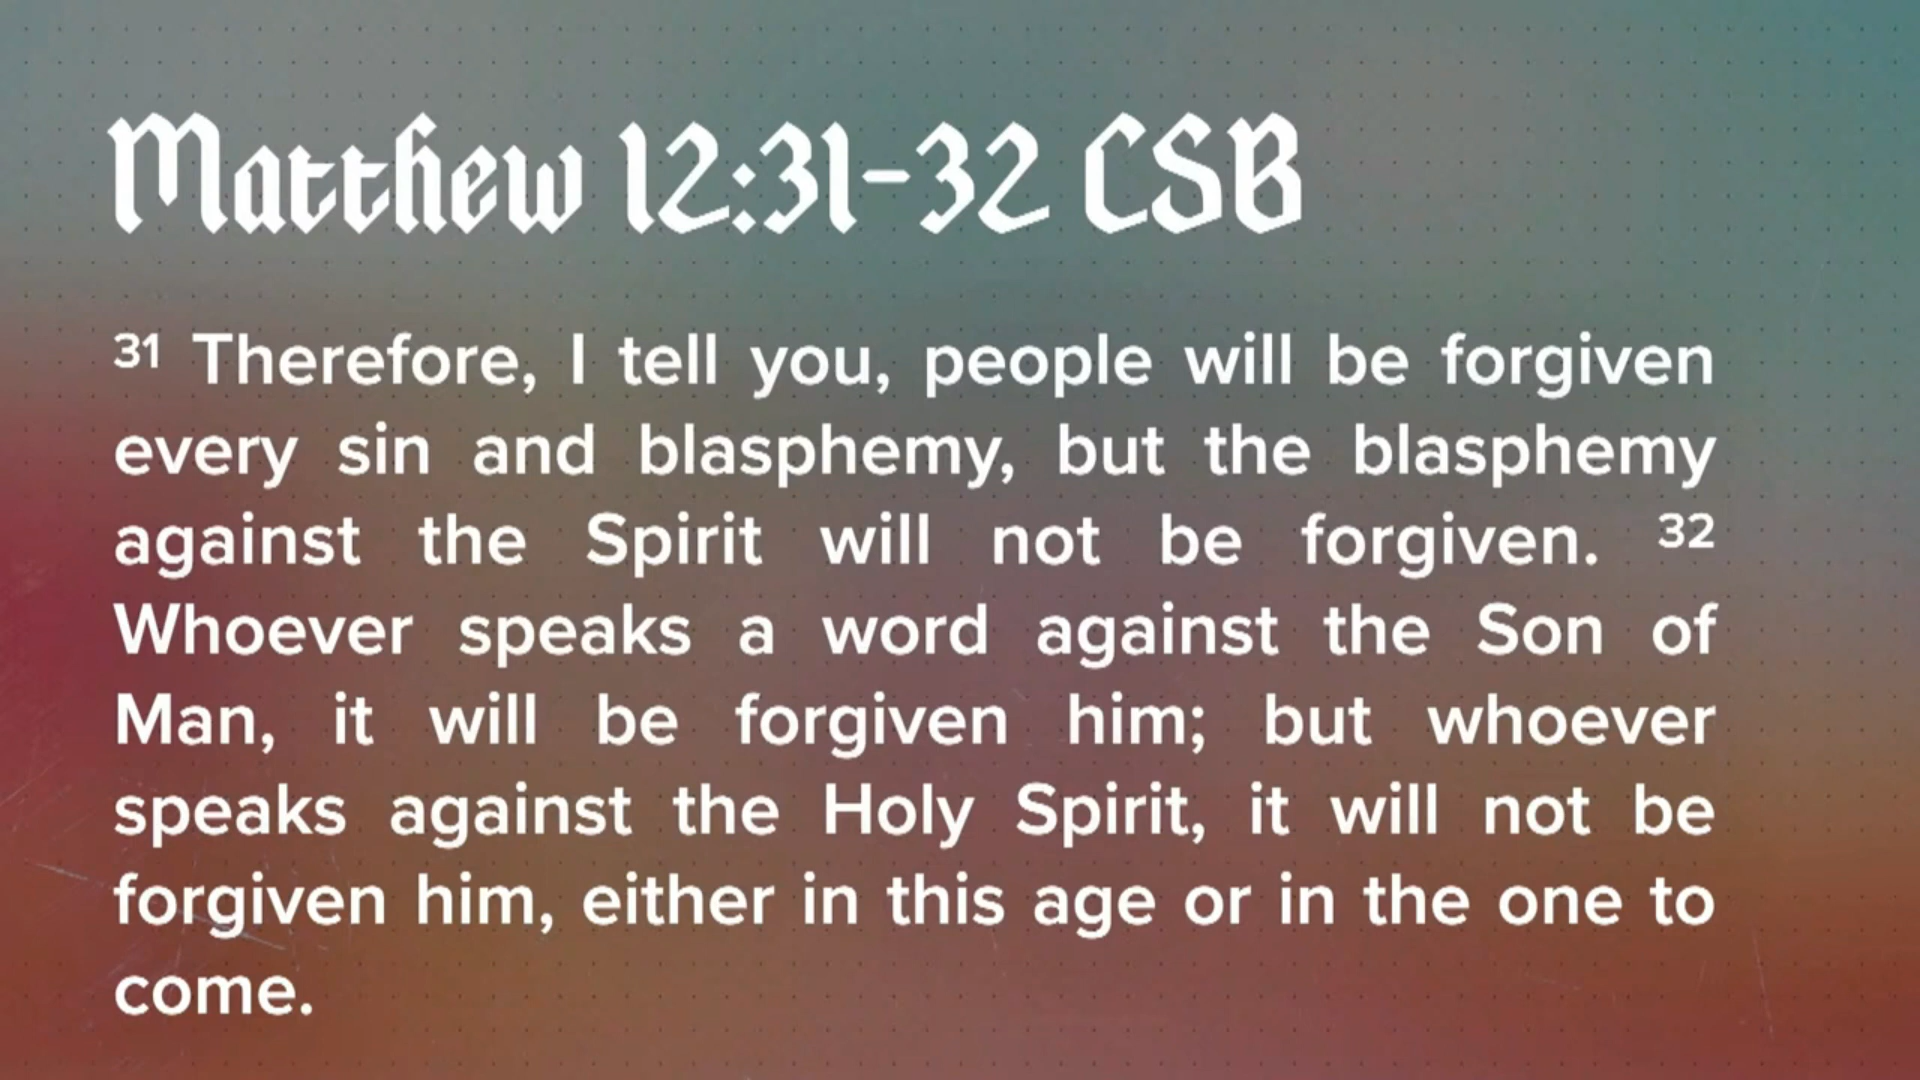 Matthew 12:31-32 CSB
31 Therefore, I tell you, people will be forgiven
every sin and blasphemy, but the blasphemy
against the Spirit will not be forgiven. 32
Whoever speaks a word against the Son of
Man, it will be forgiven him; but whoever
speaks against the Holy Spirit, it will not be
forgiven him, either in this age or in the one to
come.